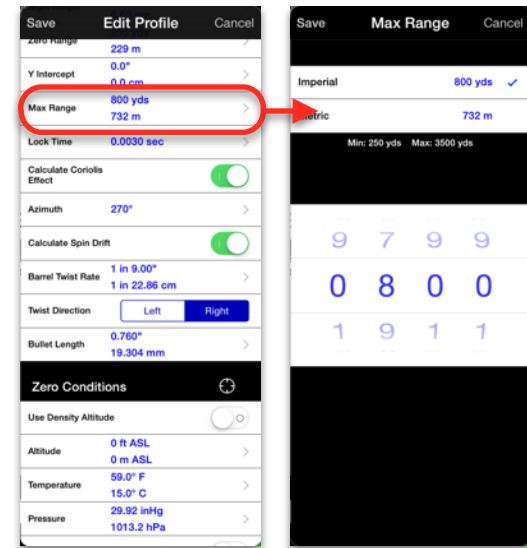 Save Edit Profile Cancel
Zero Range
229 m
Y Intercept
0.0"
0.0 cm
Max Range
800 yds
732 m
Lock Time 0.0030 sec
Calculate Coriolis
Effect
Azimuth 270°
Calculate Spin Drift
Barrel Twist Rate
1 in 9.00"
1 in 22.86 cm
Twist Direction Left Right
Bullet Length
0.760"
19.304 mm
Zero Conditions
Use Density Altitude
Altitude
0 ft ASL
0 m ASL
Temperature
59.0° F
15.0° C
Pressure
29.92 inHg
1013.2 hPa
Save Max Range Cancel
Imperial 800 yds
Metric 732 m
Min: 250 yds Max: 3500 yds
9 7 9 9
0 8 0 0
1 9 1 1